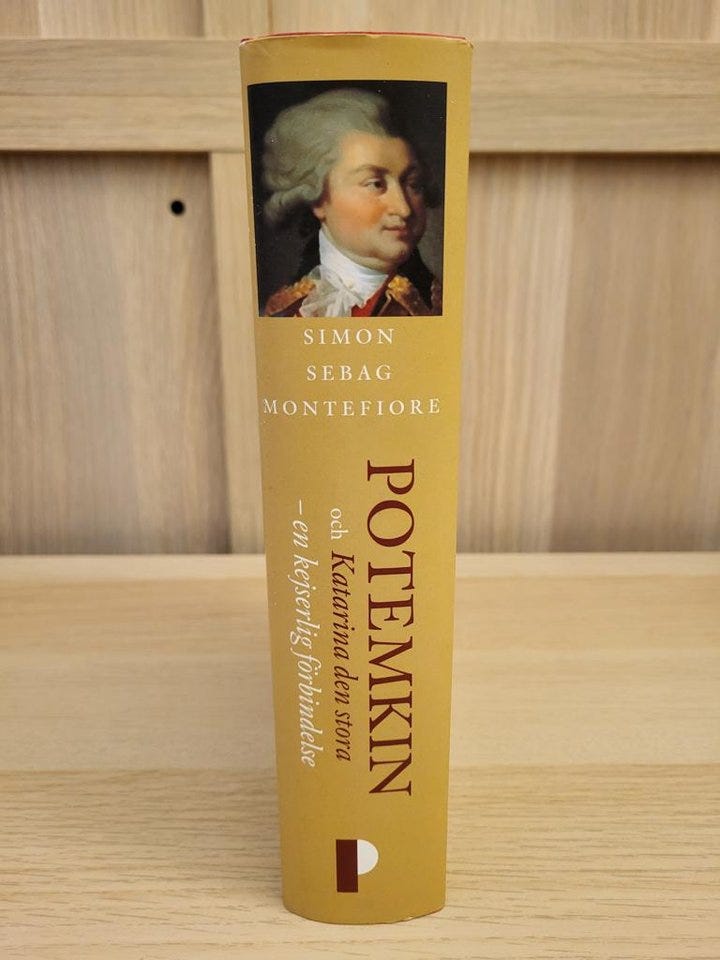 SIMON
SEBAG
MONTEFIORE
POTEMKIN
och Katarina den stora
– en kejserlig förbindelse
P